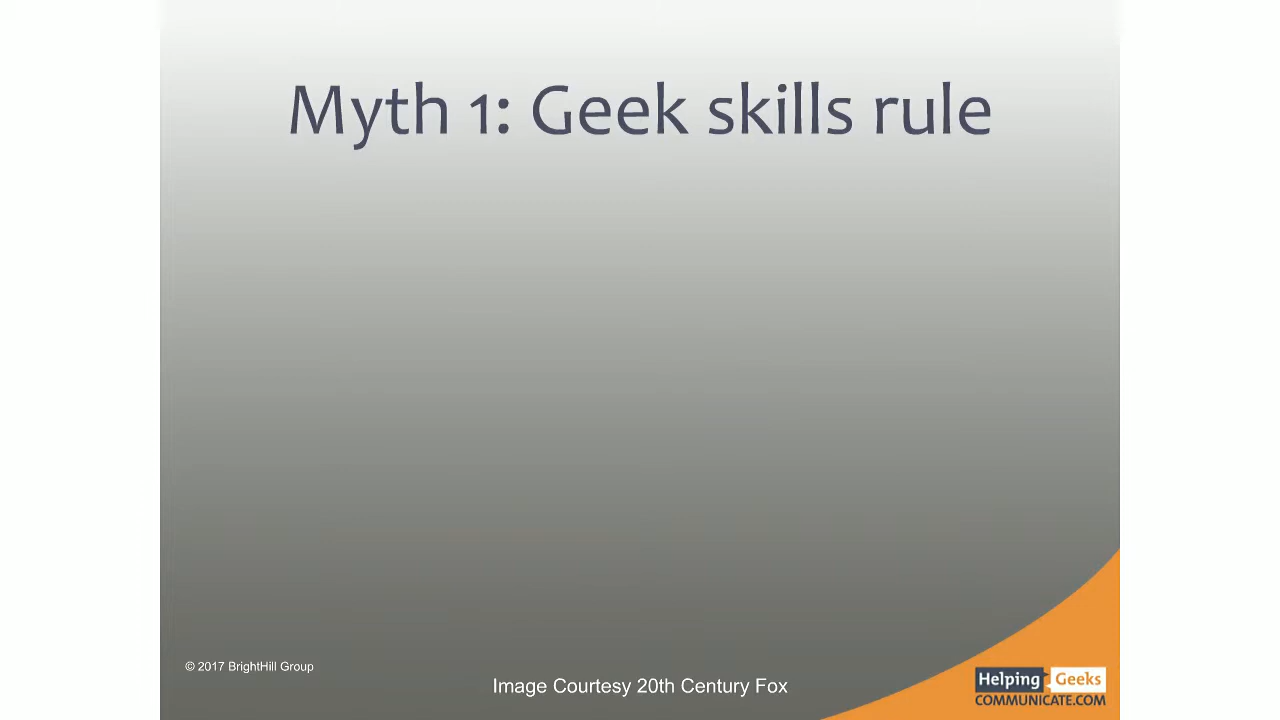 Myth 1: Geek skills rule
© 2017 BrightHill Group
Image Courtesy 20th Century Fox
Helping Geeks
COMMUNICATE.COM